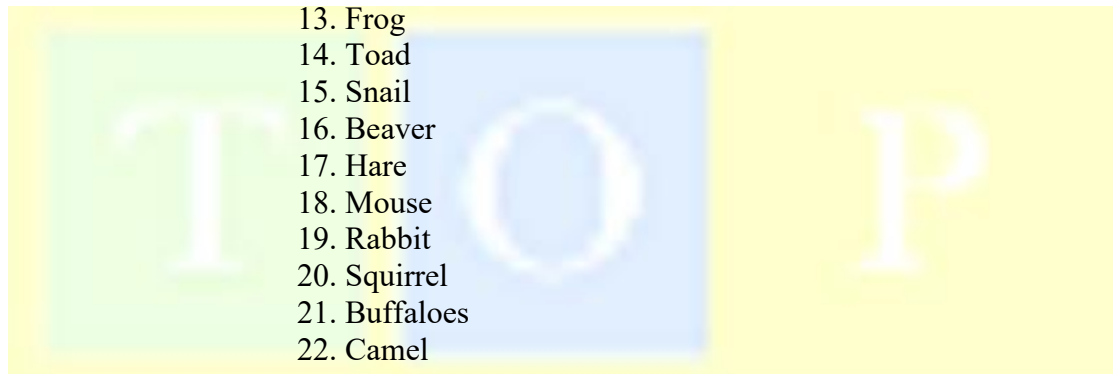 13. Frog
14. Toad
15. Snail
16. Beaver
17. Hare
18. Mouse
19. Rabbit
20. Squirrel
21. Buffaloes
22. Camel
T O P